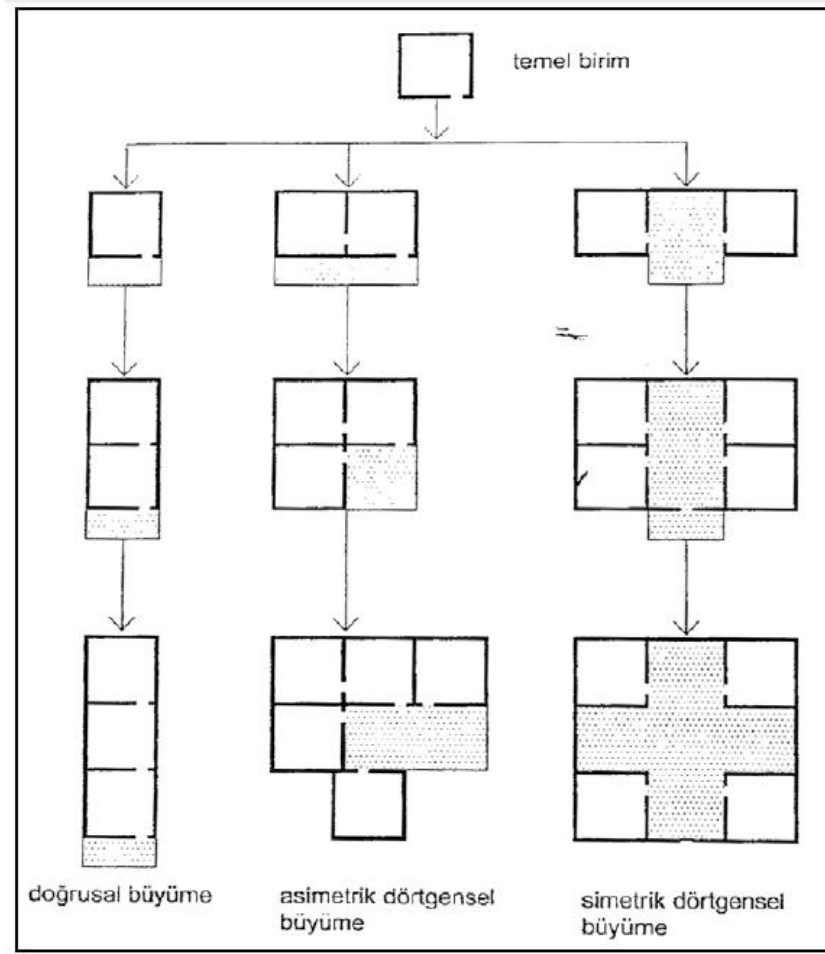 temel birim
doğrusal büyüme
asimetrik dörtgensel
büyüme
simetrik dörtgensel
büyüme